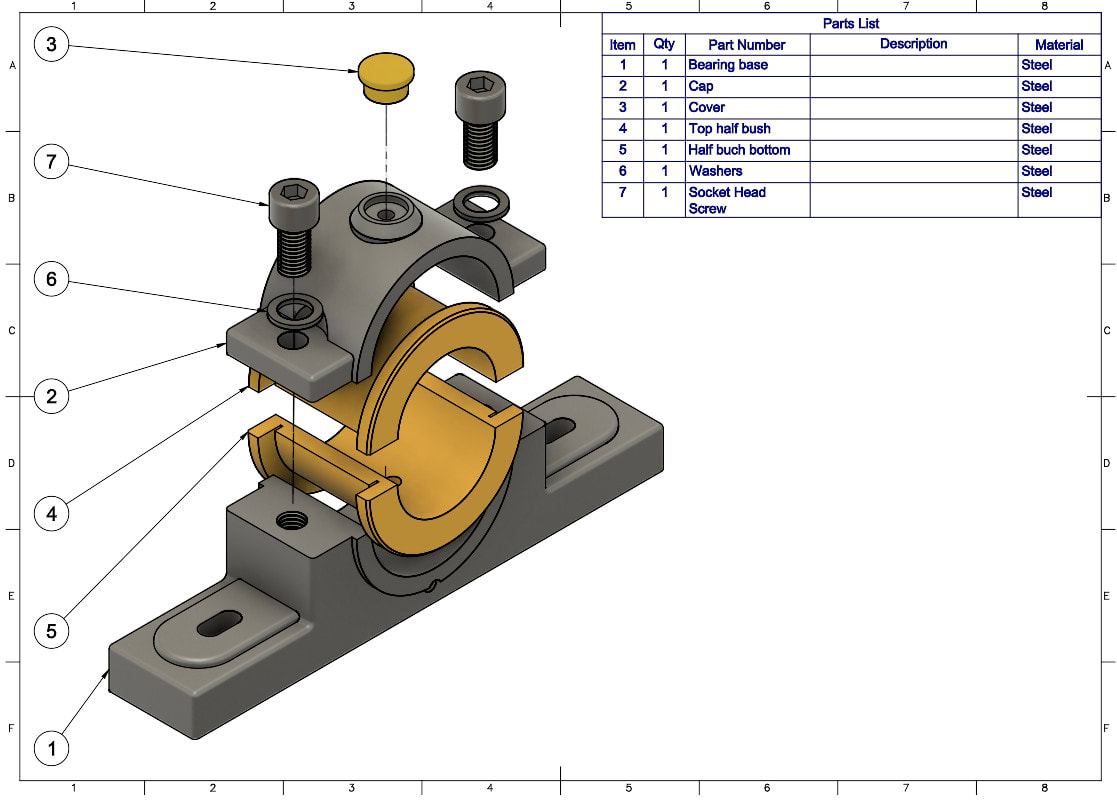 1 2 3 4 5 6 7 8
Parts List
Item Qty Part Number Description Material
1 1 Bearing base Steel
2 1 Cap Steel
3 1 Cover Steel
4 1 Top half bush Steel
5 1 Half buch bottom Steel
6 1 Washers Steel
7 1 Socket Head Steel
Screw
3
A A
7
B B
6
C C
2
D D
4
E E
5
F F
1
1 2 3 4 5 6 7 8